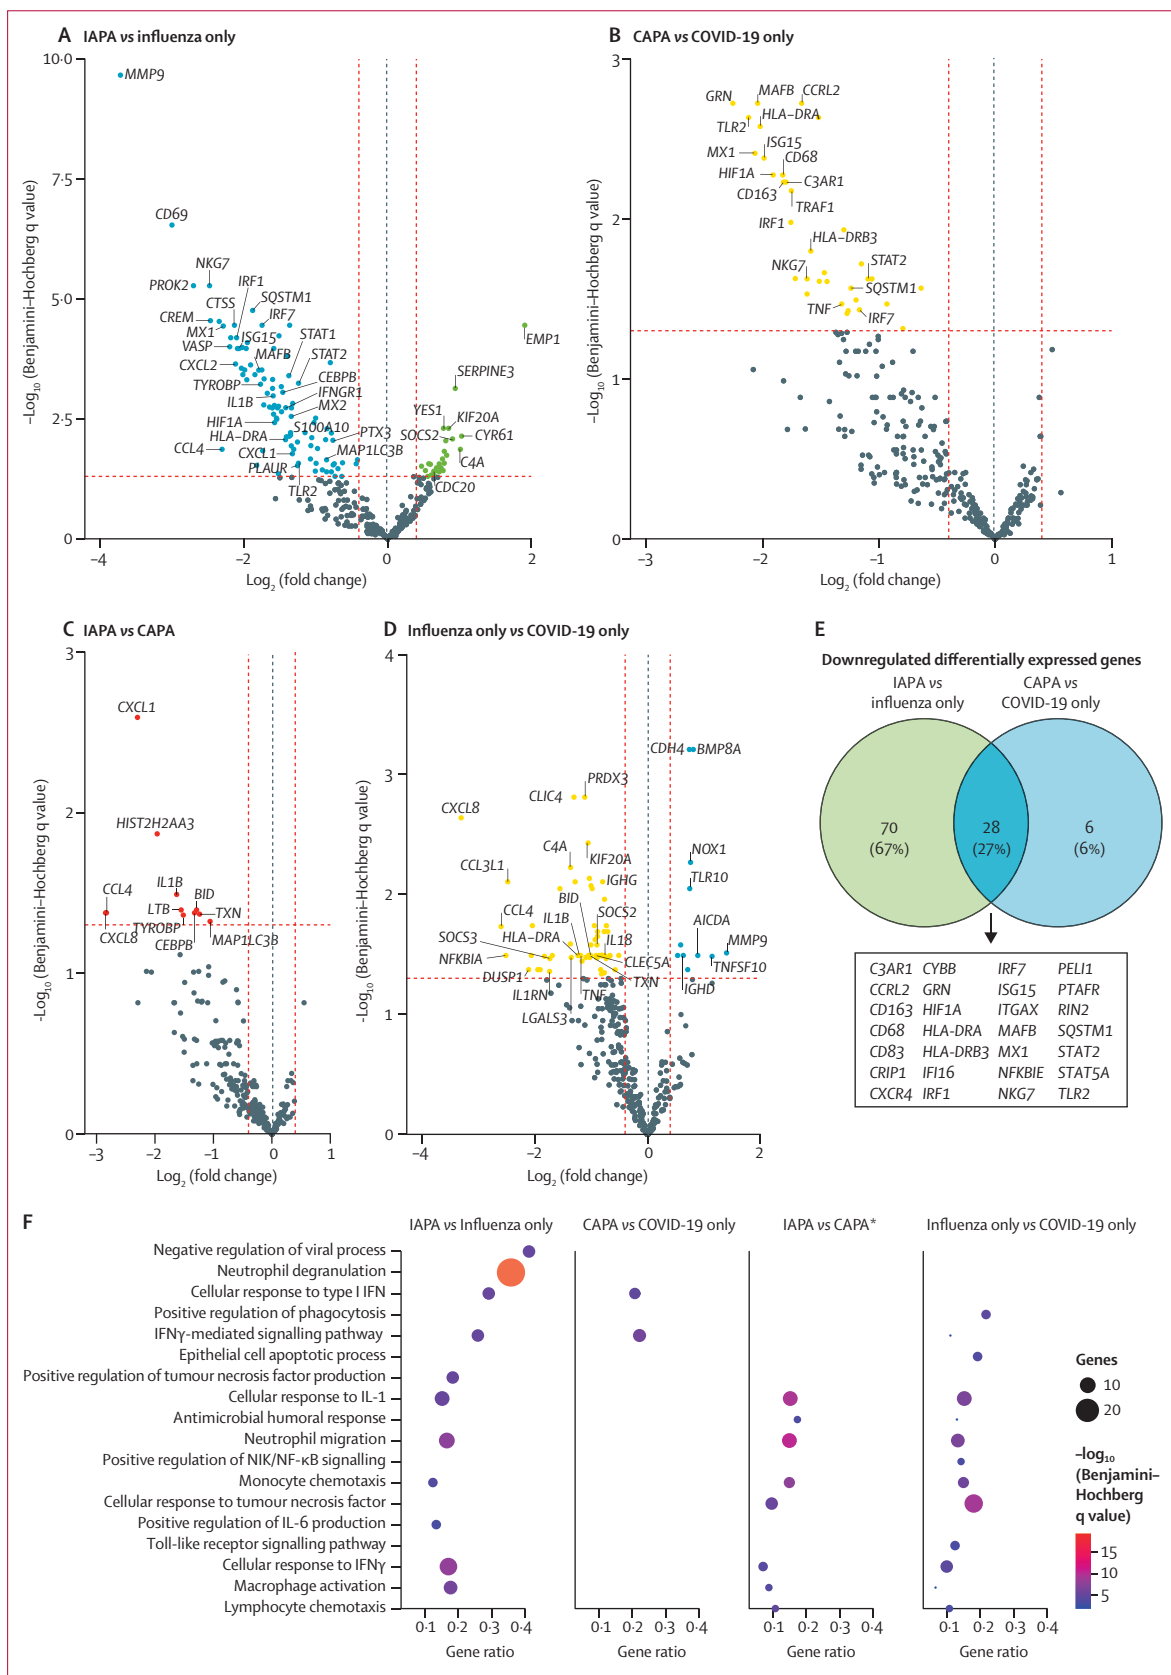 A IAPA vs influenza only
–Log10 (Benjamini–Hochberg q value)
10·0
7·5
5·0
2·5
0
–4
–2
0
2
Log2 (fold change)
MMP9
CD69
NKG7
PROK2
IRF1
CTSS
SQSTM1
CREM
IRF7
MX1
EMP1
VASP
ISG15
STAT1
MAFB
STAT2
CXCL2
SERPINE3
TYROBP
CEBPB
IL1B
IFNGR1
MX2
YES1
KIF20A
HIF1A
S100A10
PTX3
SOCS2
CYR61
HLA–DRA
CCL4
CXCL1
MAP1LC3B
C4A
PLAUR
TLR2
CDC20
B CAPA vs COVID-19 only
–Log10 (Benjamini–Hochberg q value)
3
2
1
0
–3
–2
–1
0
1
Log2 (fold change)
GRN
MAFB
CCRL2
HLA–DRA
TLR2
ISG15
MX1
CD68
HIF1A
C3AR1
CD163
TRAF1
IRF1
HLA–DRB3
NKG7
STAT2
SQSTM1
TNF
IRF7
C IAPA vs CAPA
-Log10 (Benjamini–Hochberg q value)
3
2
1
0
–3
–2
–1
0
1
Log2 (fold change)
CXCL1
HIST2H2AA3
CCL4
IL1B
BID
LTB
TXN
CXCL8
TYROBP
CEBPB
MAP1LC3B
D Influenza only vs COVID-19 only
-Log10 (Benjamini–Hochberg q value)
4
3
2
1
0
–4
–2
0
2
Log2 (fold change)
CDH4
BMP8A
PRDX3
CLIC4
CXCL8
C4A
NOX1
KIF20A
CCL3L1
IGHG
TLR10
BID
CCL4
SOCS2
AICDA
IL1B
SOCS3
HLA–DRA
IL18
MMP9
NFKBIA
CLEC5A
TNFSF10
DUSP1
TXN
IL1RN
TNF
IGHD
LGALS3
E
Downregulated differentially expressed genes
IAPA vs
influenza only
CAPA vs
COVID-19 only
70
(67%)
28
(27%)
6
(6%)
C3AR1 CYBB IRF7 PELI1
CCRL2 GRN ISG15 PTAFR
CD163 HIF1A ITGAX RIN2
CD68 HLA-DRA MAFB SQSTM1
CD83 HLA-DRB3 MX1 STAT2
CRIP1 IFI16 NFKBIE STAT5A
CXCR4 IRF1 NKG7 TLR2
F
IAPA vs Influenza only
CAPA vs COVID-19 only
IAPA vs CAPA*
Influenza only vs COVID-19 only
Negative regulation of viral process
Neutrophil degranulation
Cellular response to type I IFN
Positive regulation of phagocytosis
IFNγ-mediated signalling pathway
Epithelial cell apoptotic process
Positive regulation of tumour necrosis factor production
Cellular response to IL-1
Antimicrobial humoral response
Neutrophil migration
Positive regulation of NIK/NF-κB signalling
Monocyte chemotaxis
Cellular response to tumour necrosis factor
Positive regulation of IL-6 production
Toll-like receptor signalling pathway
Cellular response to IFNγ
Macrophage activation
Lymphocyte chemotaxis
0·1 0·2 0·3 0·4
Gene ratio
0·1 0·2 0·3 0·4
Gene ratio
0·1 0·2 0·3 0·4
Gene ratio
0·1 0·2 0·3 0·4
Gene ratio
Genes
10
20
–log10
(Benjamini–
Hochberg
q value)
15
10
5